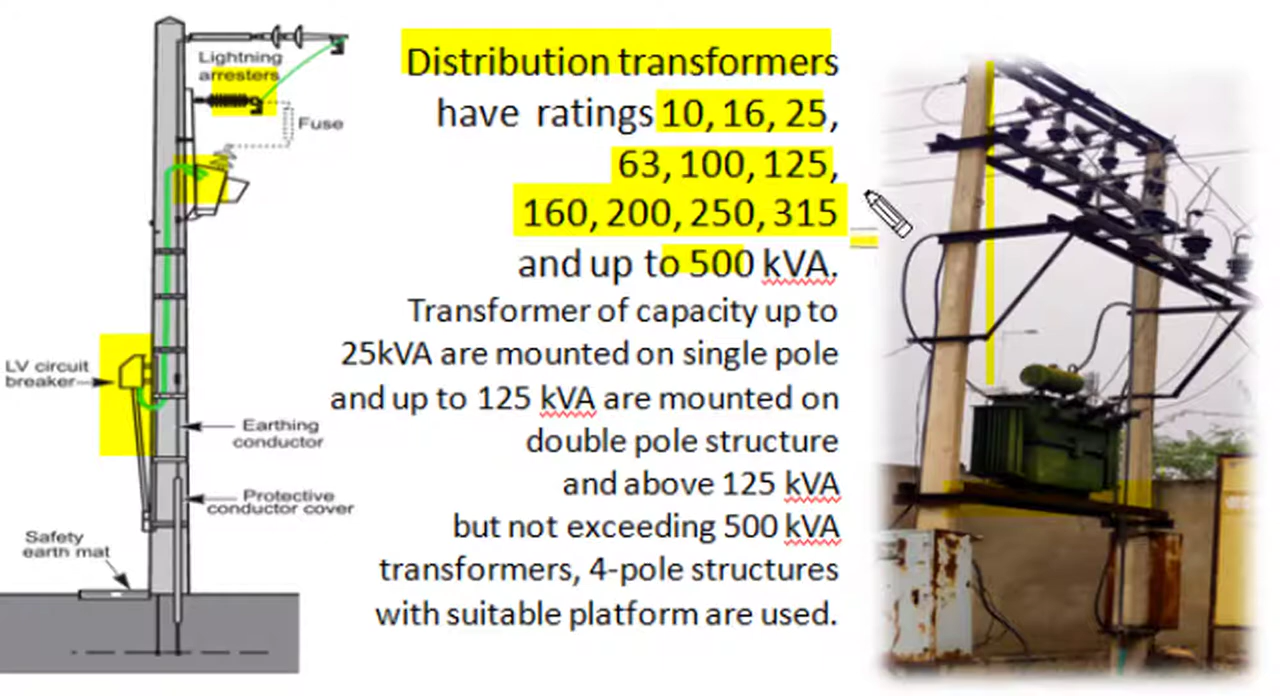 Lightning
arresters
Fuse
LV circuit
breaker
Earthing
conductor
Protective
conductor cover
Safety
earth mat
Distribution transformers
have ratings 10, 16, 25,
63, 100, 125,
160, 200, 250, 315
and up to 500 kVA.
Transformer of capacity up to
25kVA are mounted on single pole
and up to 125 kVA are mounted on
double pole structure
and above 125 kVA
but not exceeding 500 kVA
transformers, 4-pole structures
with suitable platform are used.